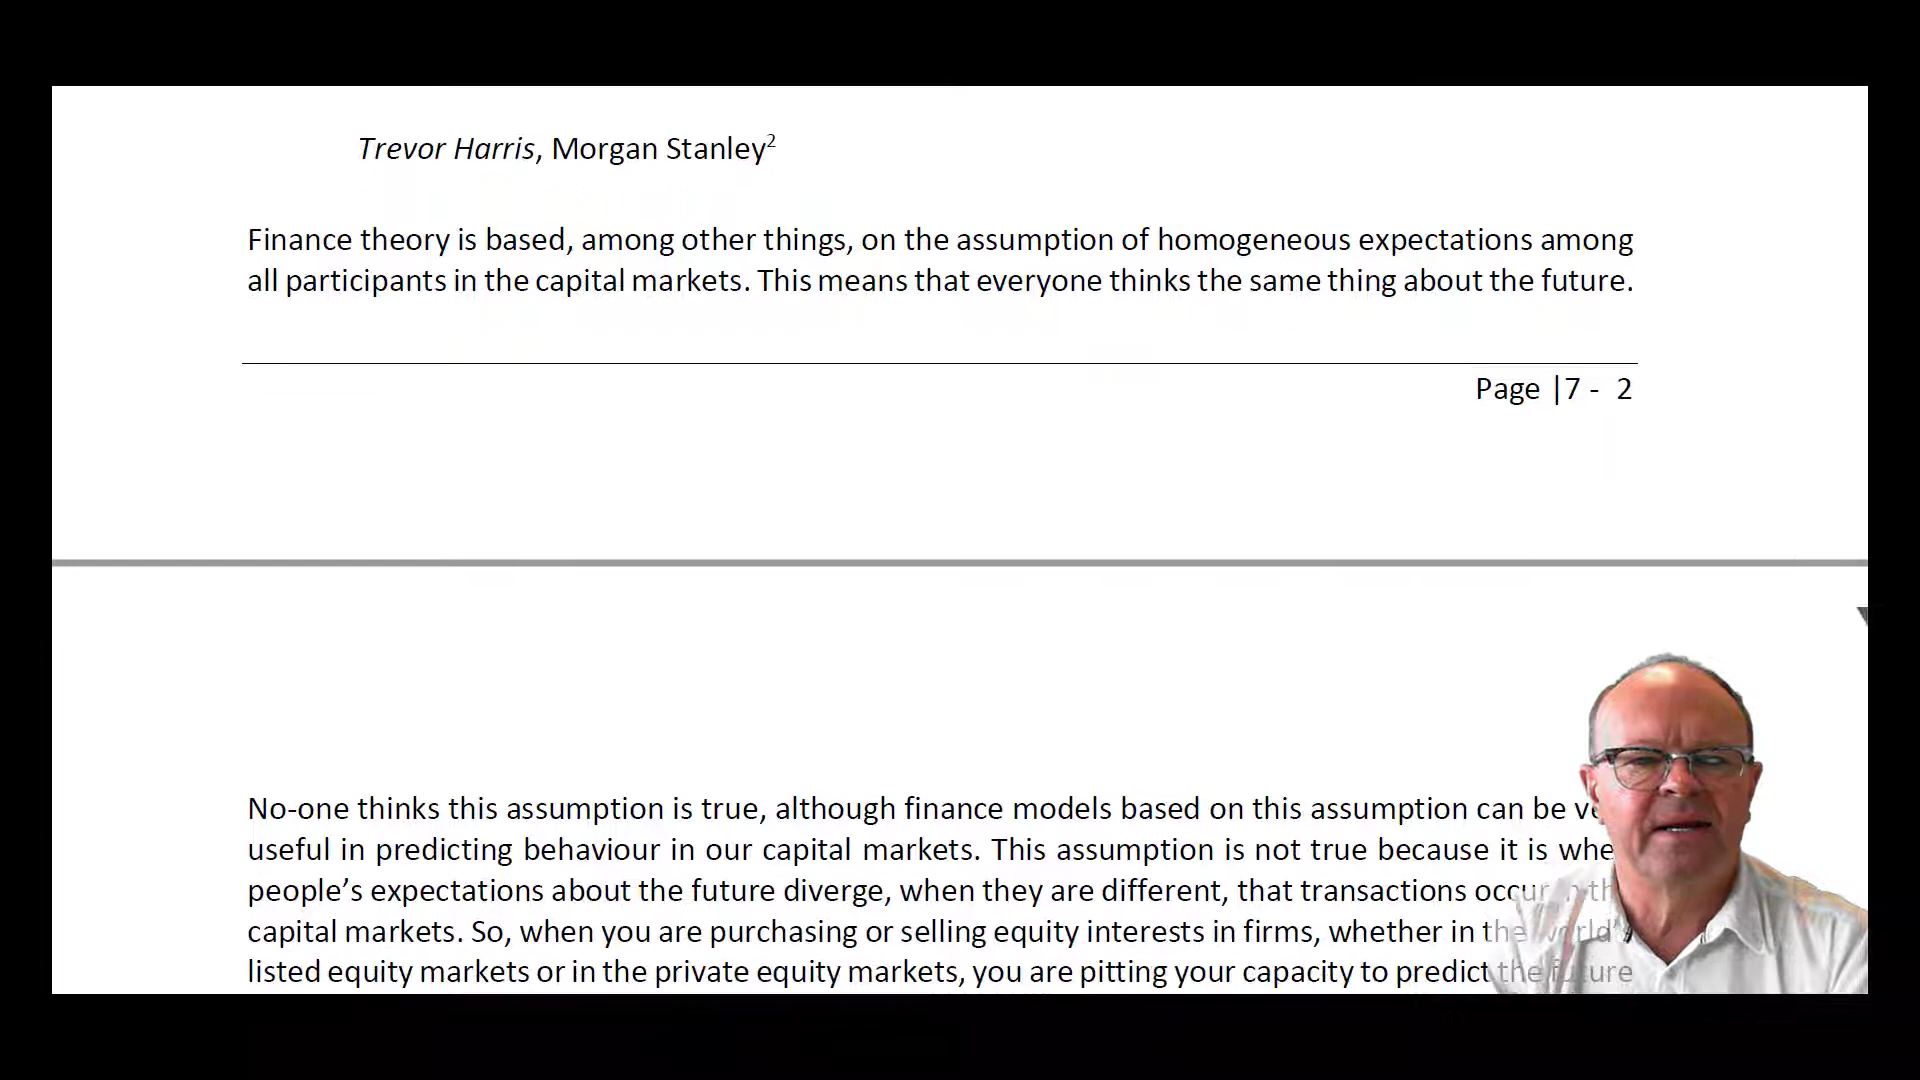 Trevor Harris, Morgan Stanley2
Finance theory is based, among other things, on the assumption of homogeneous expectations among
all participants in the capital markets. This means that everyone thinks the same thing about the future.
Page |7 - 2
No-one thinks this assumption is true, although finance models based on this assumption can be
useful in predicting behaviour in our capital markets. This assumption is not true because it is
people’s expectations about the future diverge, when they are different, that transactions occur
capital markets. So, when you are purchasing or selling equity interests in firms, whether in the world’s
listed equity markets or in the private equity markets, you are pitting your capacity to predict the future